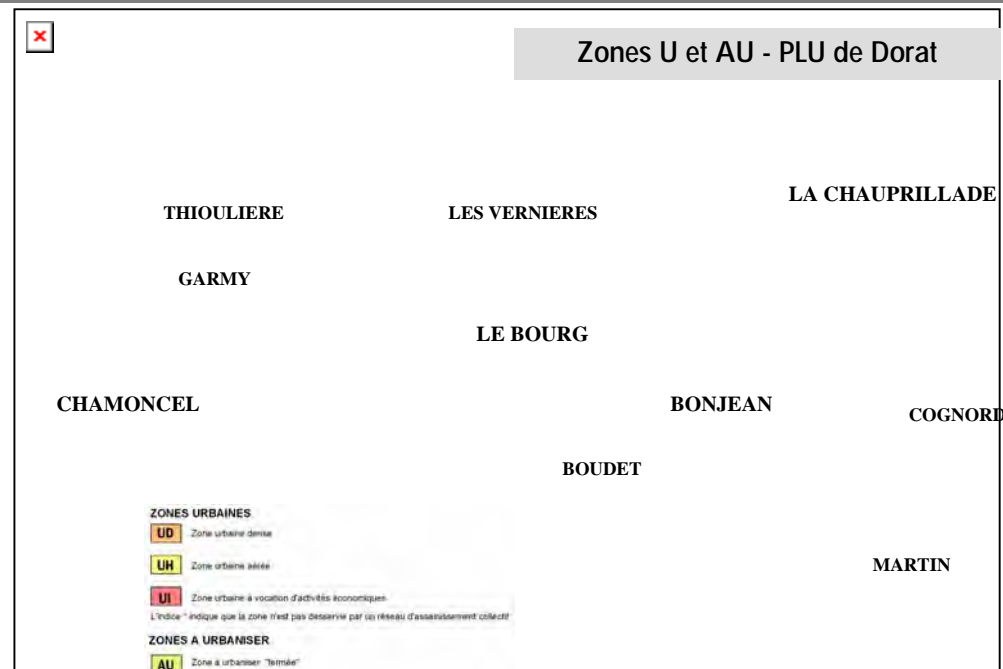 Zones U et AU - PLU de Dorat
LA CHAUPRILLADE
THIOULIERE
LES VERNIERES
GARMY
LE BOURG
CHAMONCEL
BONJEAN
COGNORD
BOUDET
ZONES URBAINES
UD Zone urbaine dense
UH Zone urbaine aérée
MARTIN
UI Zone urbaine à vocation d'activités économiques
L'indice * indique que la zone n'est pas desservie par un réseau d'assainissement collectif
ZONES A URBANISER
AU Zone à urbaniser "fermée"